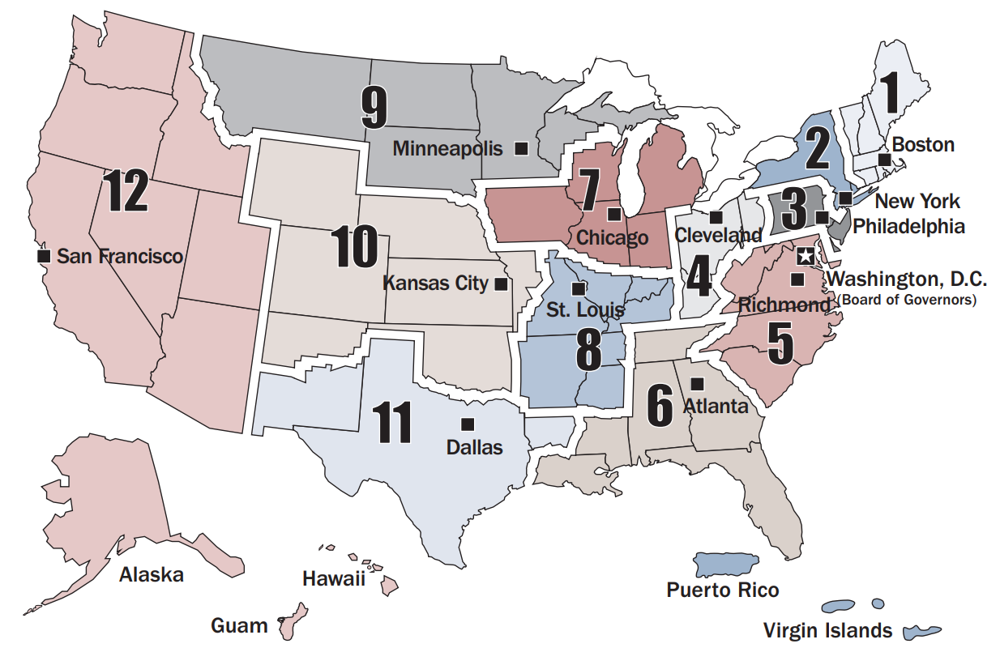 1
9
2
Minneapolis
Boston
12
7
3
New York
Philadelphia
10
Chicago
Cleveland
San Francisco
4
Washington, D.C.
(Board of Governors)
Kansas City
St. Louis
Richmond
8
5
6
Atlanta
11
Dallas
Alaska
Hawaii
Puerto Rico
Guam
Virgin Islands